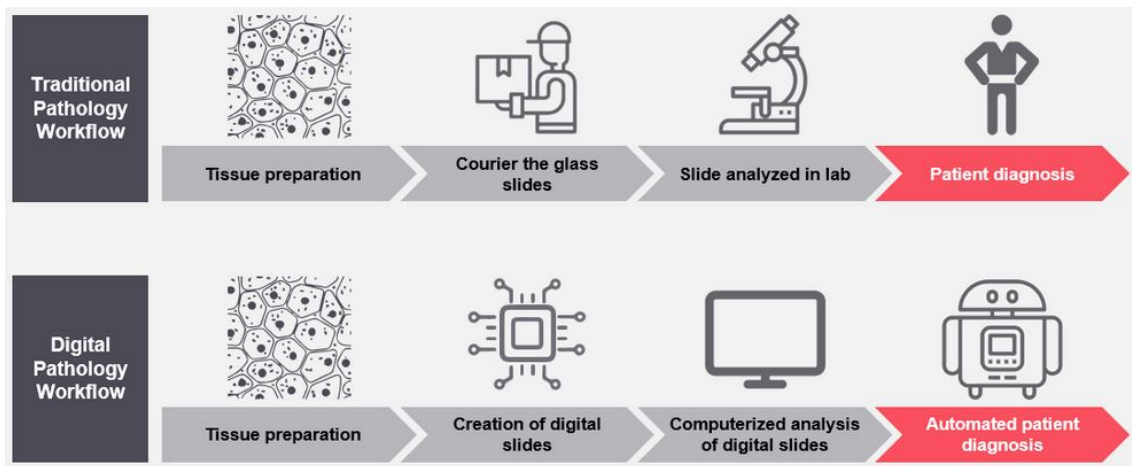 Traditional
Pathology
Workflow
Tissue preparation
Courier the glass
slides
Slide analyzed in lab
Patient diagnosis
Digital
Pathology
Workflow
Tissue preparation
Creation of digital
slides
Computerized analysis
of digital slides
Automated patient
diagnosis